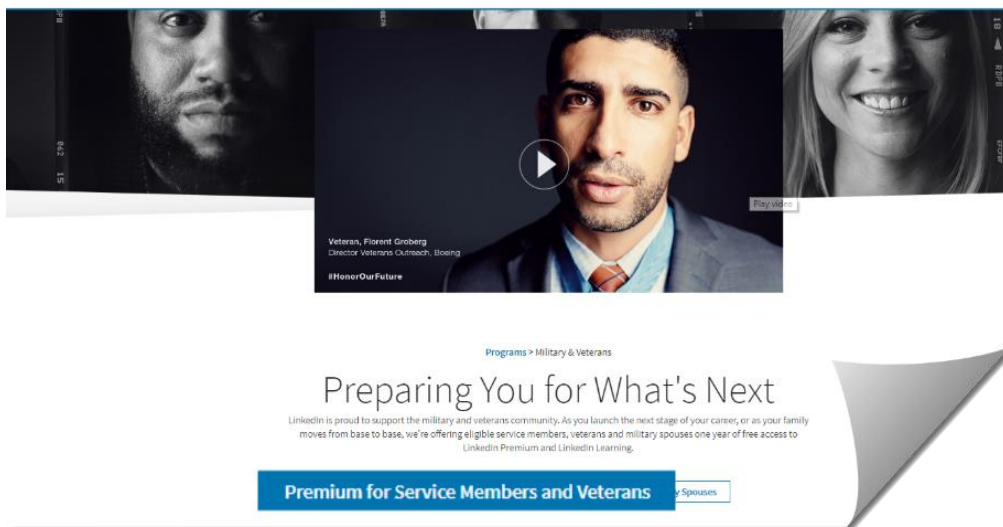 062
15
Play video
Veteran, Florent Groberg
Director Veterans Outreach, Boeing
#HonorOurFuture
Programs > Military & Veterans
Preparing You for What's Next
LinkedIn is proud to support the military and veterans community. As you launch the next stage of your career, or as your family
moves from base to base, we're offering eligible service members, veterans and military spouses one year of free access to
LinkedIn Premium and LinkedIn Learning.
Premium for Service Members and Veterans
y Spouses